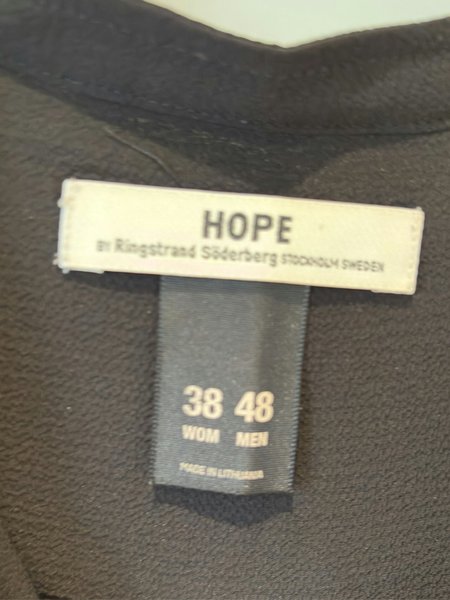 HOPE
BY Ringstrand Söderberg STOCKHOLM SWEDEN
38 48
WOM MEN
MADE IN LITHUANIA